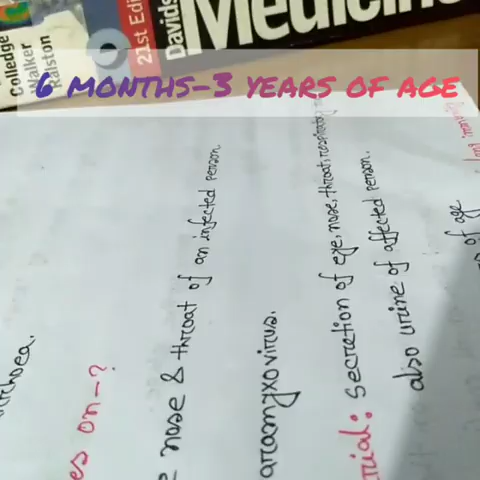 Colledge
Walker
Ralston
21st Edi
Davids
Medicine
6 MONTHS-3 YEARS OF AGE
es on-?
nose & throat of an infected person.
aramyxovirus.
rial: secretion of eye, nose, throat, respiratory
also urine of affected person.
of age